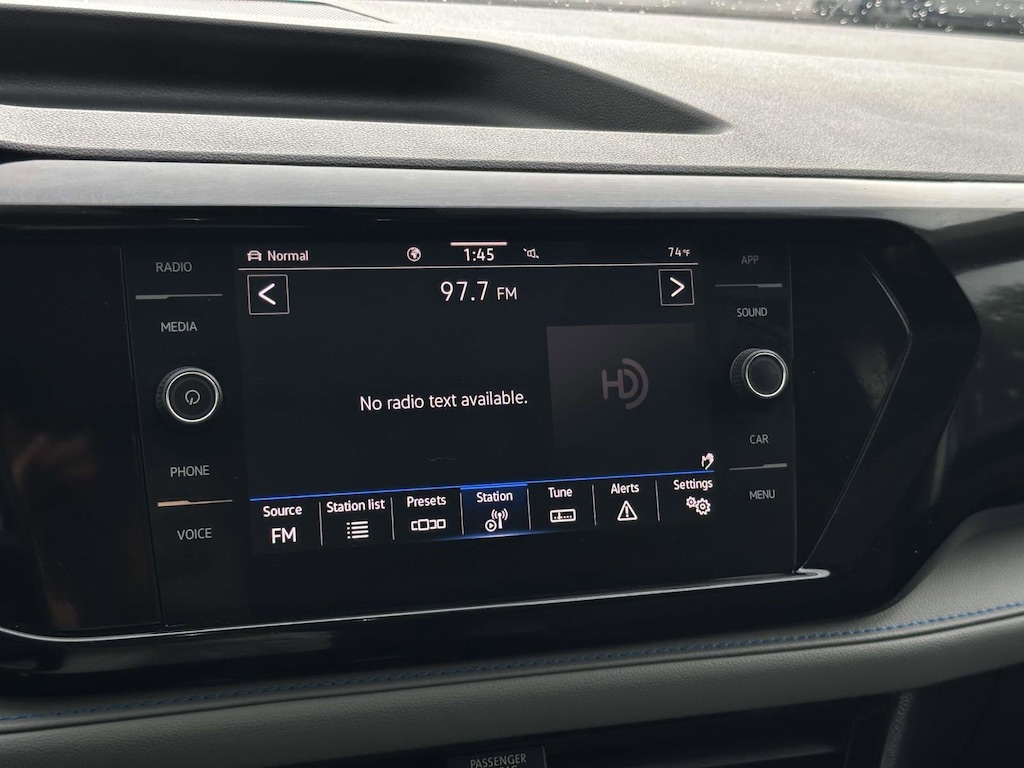 RADIO
MEDIA
PHONE
VOICE
Normal
1:45
74°F
97.7 FM
No radio text available.
HD
Source
FM
Station list
Presets
Station
Tune
Alerts
Settings
APP
SOUND
CAR
MENU
PASSENGER